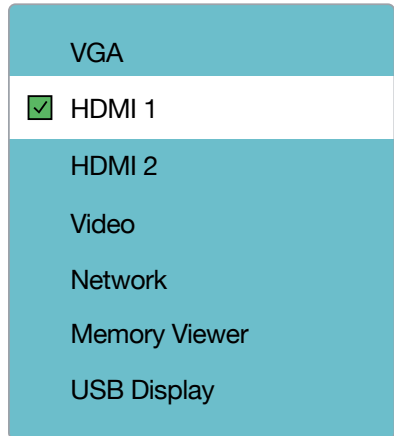 VGA
HDMI 1
HDMI 2
Video
Network
Memory Viewer
USB Display